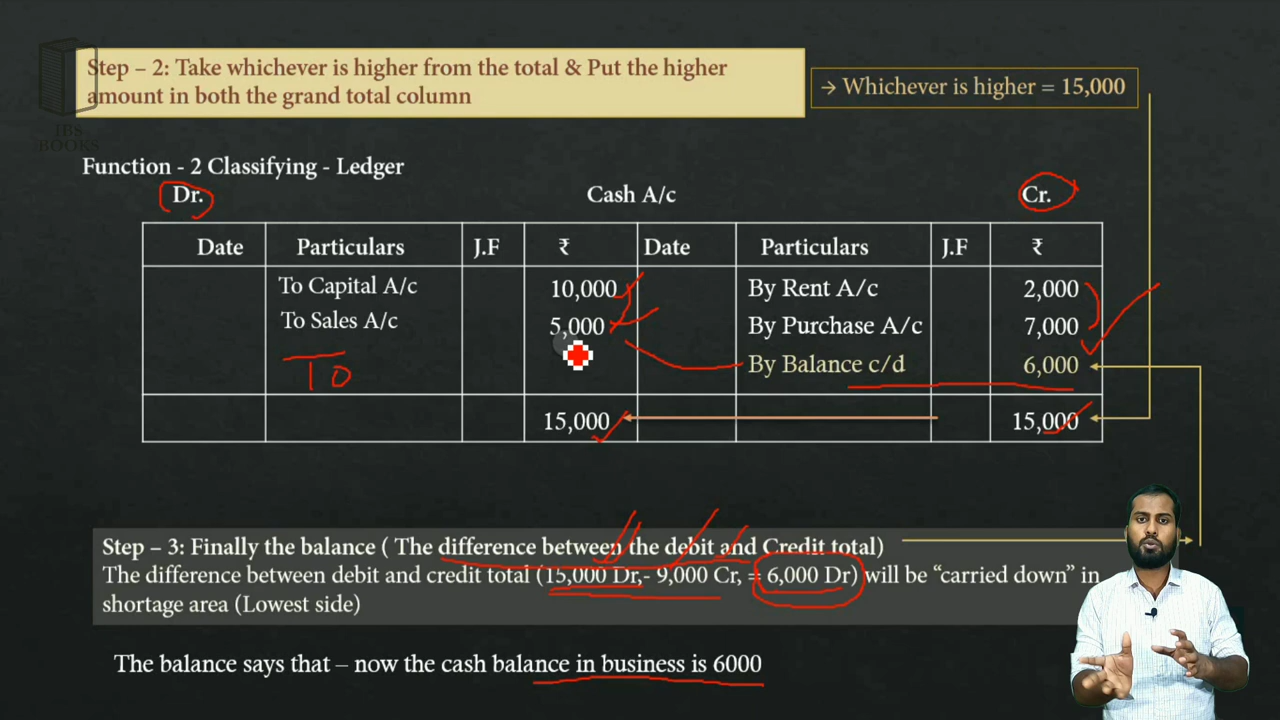 Step – 2: Take whichever is higher from the total & Put the higher
amount in both the grand total column
→ Whichever is higher = 15,000
IBS
BOOKS
Function - 2 Classifying - Ledger
Dr. Cash A/c Cr.
Date Particulars J.F ₹ Date Particulars J.F ₹
To Capital A/c 10,000 By Rent A/c 2,000
To Sales A/c 5,000 By Purchase A/c 7,000
To By Balance c/d 6,000
15,000 15,000
Step – 3: Finally the balance ( The difference between the debit and Credit total)
The difference between debit and credit total (15,000 Dr,- 9,000 Cr, = 6,000 Dr) will be “carried down” in
shortage area (Lowest side)
The balance says that – now the cash balance in business is 6000